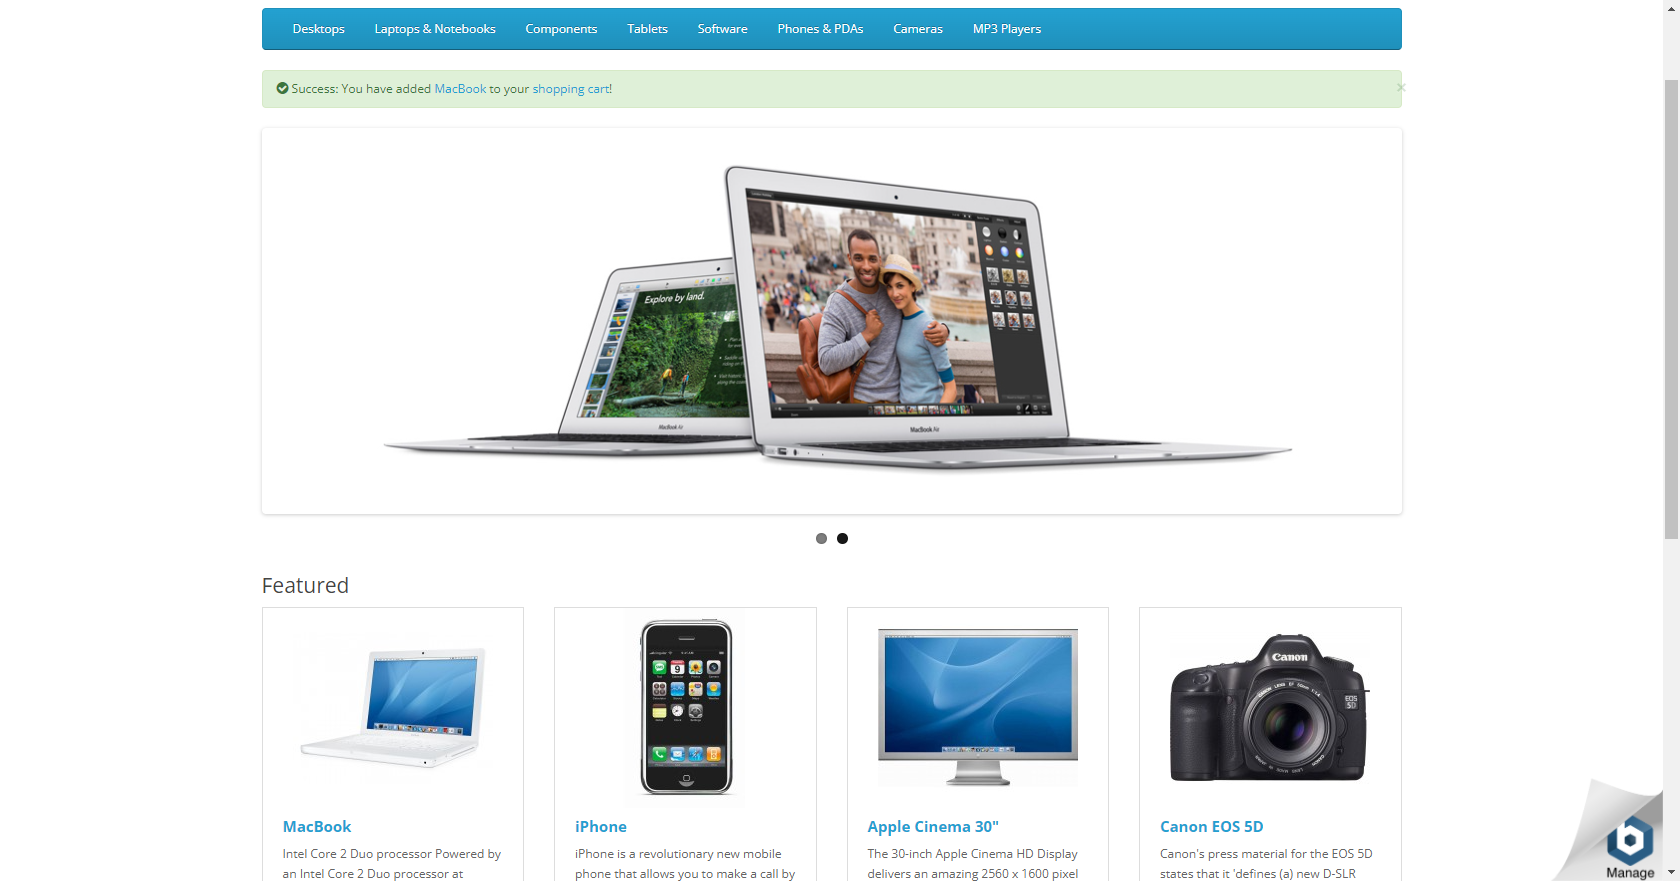 Desktops Laptops & Notebooks Components Tablets Software Phones & PDAs Cameras MP3 Players
Success: You have added MacBook to your shopping cart!
×
Explore by land.
MacBook Air
MacBook Air
Featured
Canon
EOS
5D
MacBook
Intel Core 2 Duo processor Powered by
an Intel Core 2 Duo processor at
iPhone
iPhone is a revolutionary new mobile
phone that allows you to make a call by
Apple Cinema 30"
The 30-inch Apple Cinema HD Display
delivers an amazing 2560 x 1600 pixel
Canon EOS 5D
Canon's press material for the EOS 5D
states that it 'defines (a) new D-SLR
b
Manage